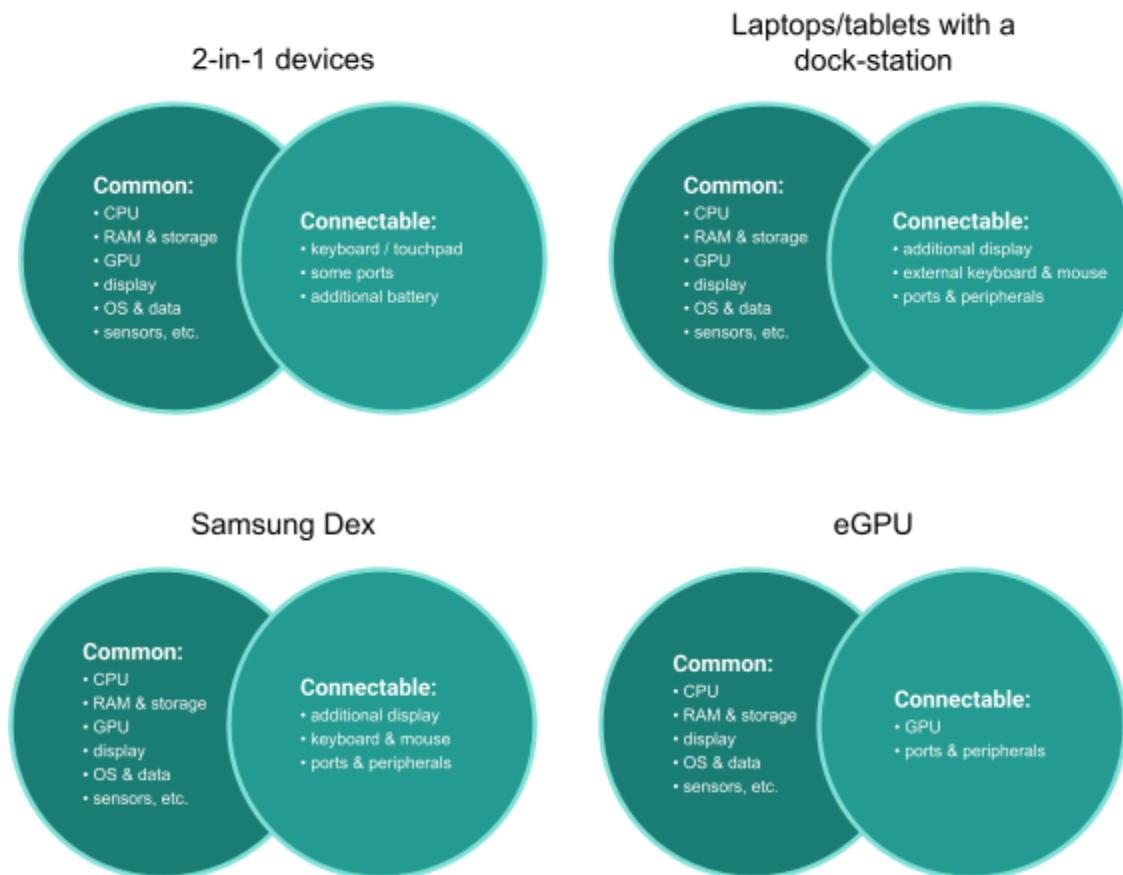 2-in-1 devices
Common:
• CPU
• RAM & storage
• GPU
• display
• OS & data
• sensors, etc.
Connectable:
• keyboard / touchpad
• some ports
• additional battery
Laptops/tablets with a
dock-station
Common:
• CPU
• RAM & storage
• GPU
• display
• OS & data
• sensors, etc.
Connectable:
• additional display
• external keyboard & mouse
• ports & peripherals
Samsung Dex
Common:
• CPU
• RAM & storage
• GPU
• display
• OS & data
• sensors, etc.
Connectable:
• additional display
• keyboard & mouse
• ports & peripherals
eGPU
Common:
• CPU
• RAM & storage
• display
• OS & data
• sensors, etc.
Connectable:
• GPU
• ports & peripherals